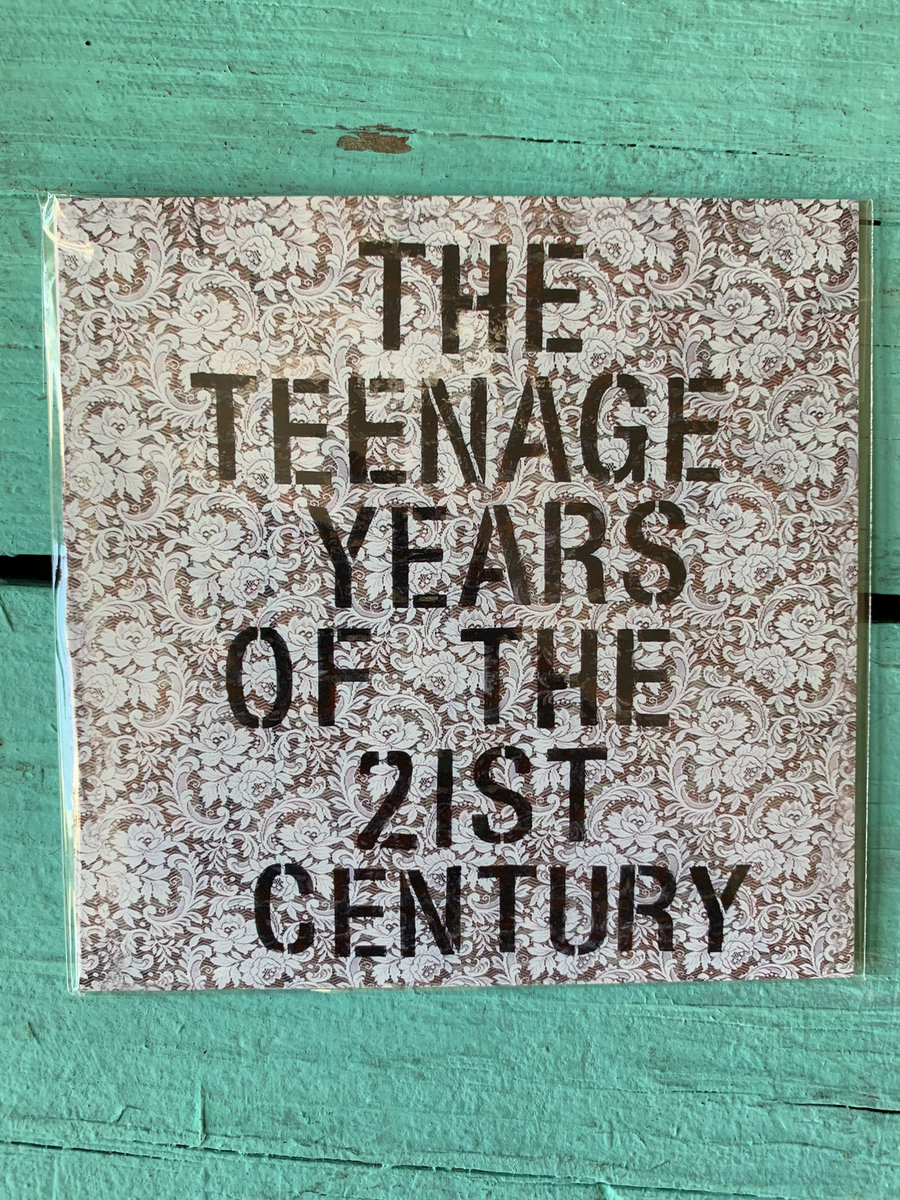 THE
TEENAGE
YEARS
OF THE
21ST
CENTURY